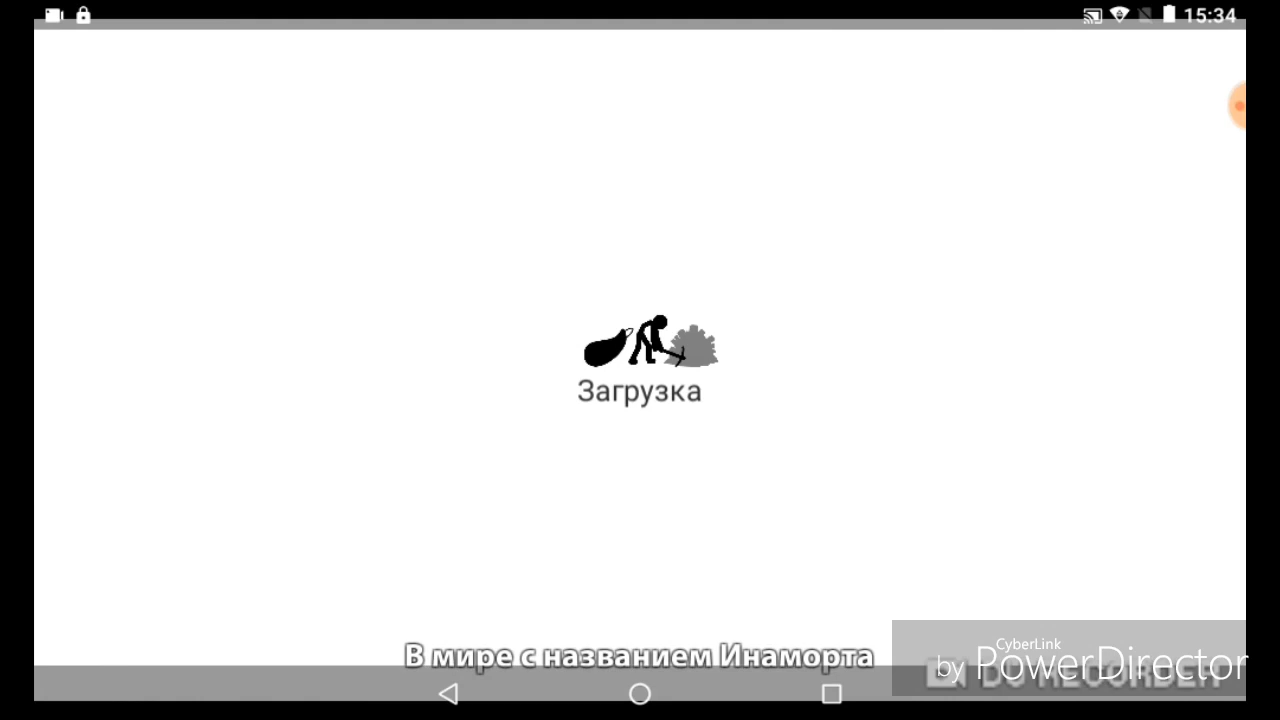 15:34
Загрузка
В мире с названием Инаморта
CyberLink
by PowerDirector